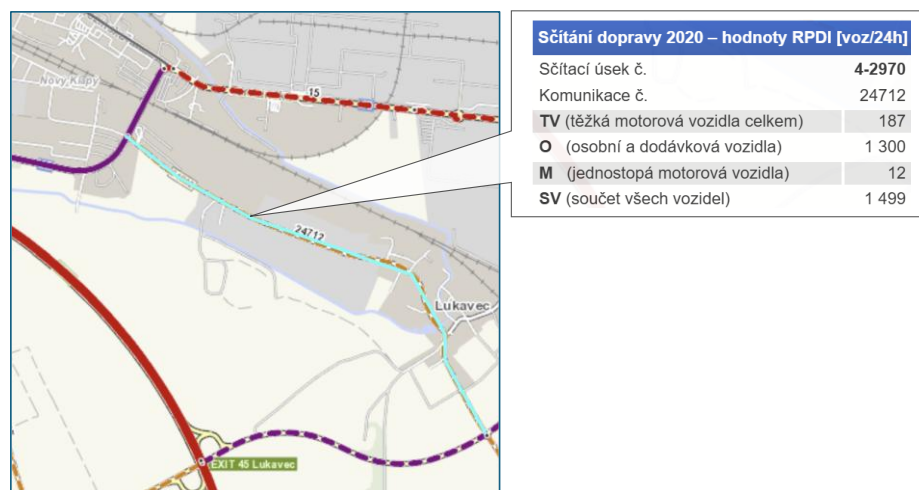 Sčítání dopravy 2020 – hodnoty RPDI [voz/24h]
Sčítací úsek č. 4-2970
Komunikace č. 24712
TV (těžká motorová vozidla celkem) 187
O (osobní a dodávková vozidla) 1 300
M (jednostopá motorová vozidla) 12
SV (součet všech vozidel) 1 499
Nový Klapý
15
24712
Lukavec
EXIT 45 Lukavec